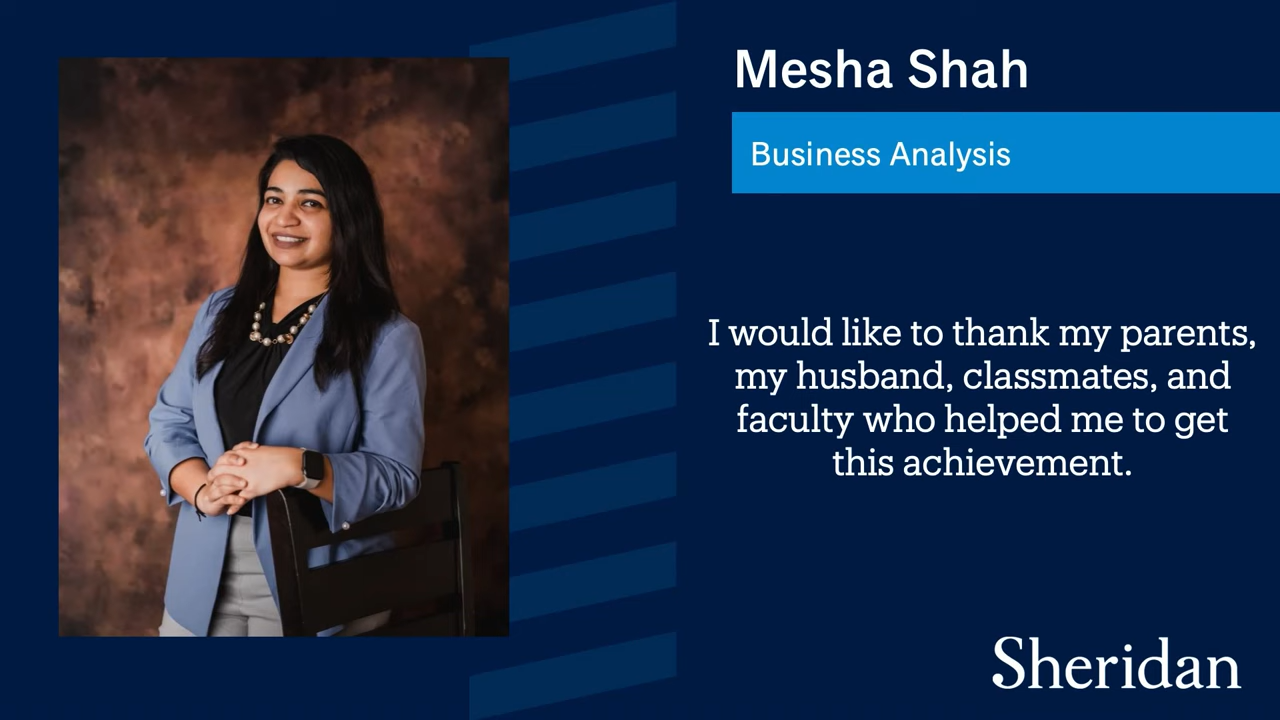 Mesha Shah
Business Analysis
I would like to thank my parents,
my husband, classmates, and
faculty who helped me to get
this achievement.
Sheridan